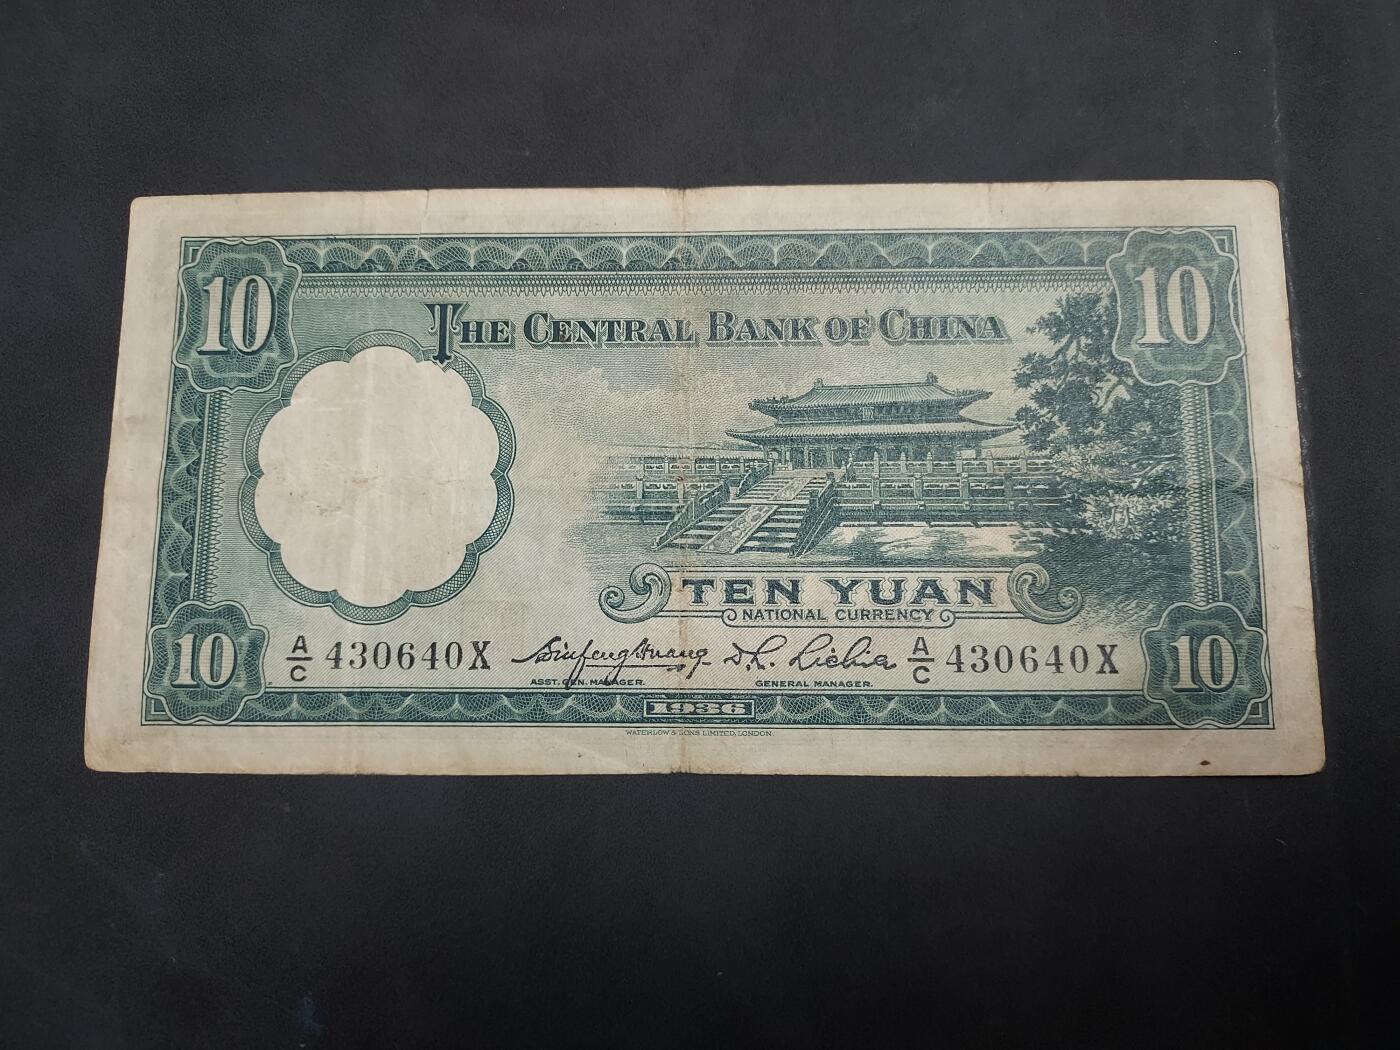 10 10
THE CENTRAL BANK OF CHINA
TEN YUAN
NATIONAL CURRENCY
10 A/C 430640X D.K. Lichia A/C 430640X 10
ASST. GEN. MANAGER. GENERAL MANAGER.
1936
WATERLOW & SONS LIMITED, LONDON.